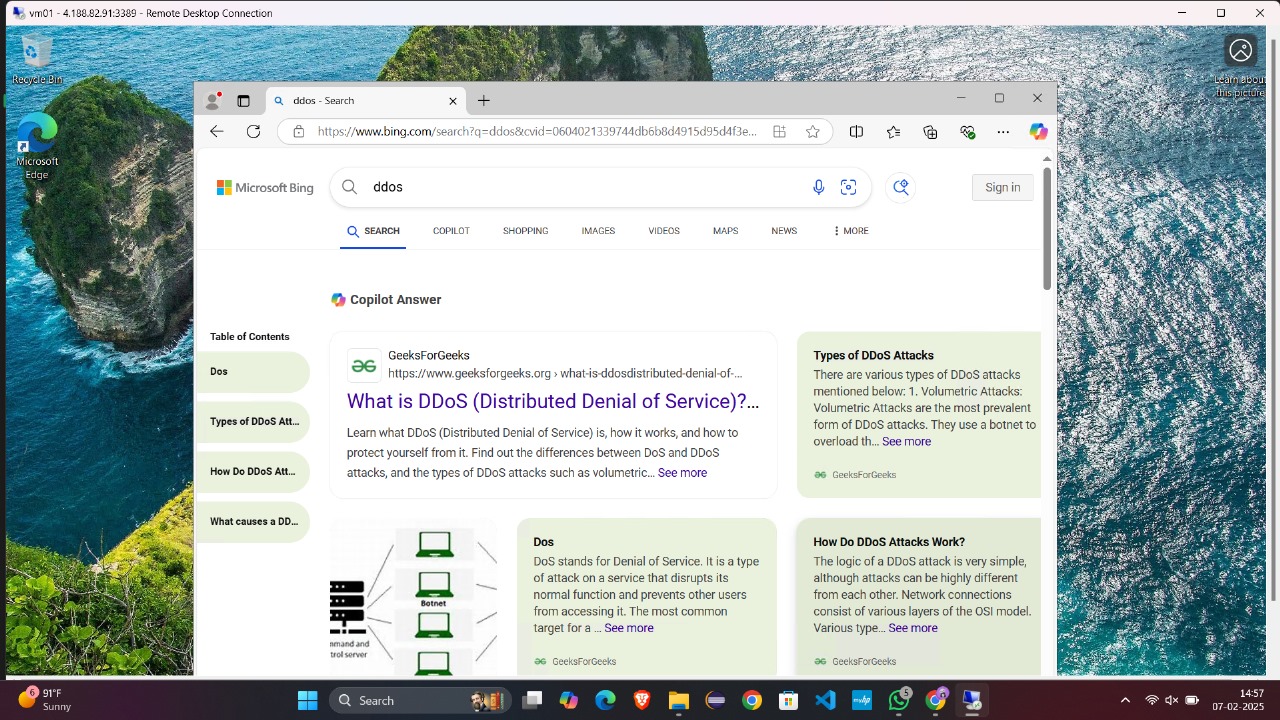 vm01 - 4.188.82.91:3389 - Remote Desktop Connection
Recycle Bin
Microsoft
Edge
Learn about
this picture
ddos - Search
https://www.bing.com/search?q=ddos&cvid=0604021339744db6b8d4915d95d4f3e...
Microsoft Bing
ddos
Sign in
SEARCH
COPILOT
SHOPPING
IMAGES
VIDEOS
MAPS
NEWS
MORE
Copilot Answer
Table of Contents
Dos
Types of DDoS Att...
How Do DDoS Att...
What causes a DD...
GeeksForGeeks
https://www.geeksforgeeks.org › what-is-ddosdistributed-denial-of-...
What is DDoS (Distributed Denial of Service)?...
Learn what DDoS (Distributed Denial of Service) is, how it works, and how to
protect yourself from it. Find out the differences between DoS and DDoS
attacks, and the types of DDoS attacks such as volumetric... See more
Types of DDoS Attacks
There are various types of DDoS attacks
mentioned below: 1. Volumetric Attacks:
Volumetric Attacks are the most prevalent
form of DDoS attacks. They use a botnet to
overload th... See more
GeeksForGeeks
Botnet
mmand and
trol server
Dos
DoS stands for Denial of Service. It is a type
of attack on a service that disrupts its
normal function and prevents other users
from accessing it. The most common
target for a ... See more
GeeksForGeeks
How Do DDoS Attacks Work?
The logic of a DDoS attack is very simple,
although attacks can be highly different
from each other. Network connections
consist of various layers of the OSI model.
Various type... See more
GeeksForGeeks
6
91°F
Sunny
Search
myhp
5
14:57
07-02-2025